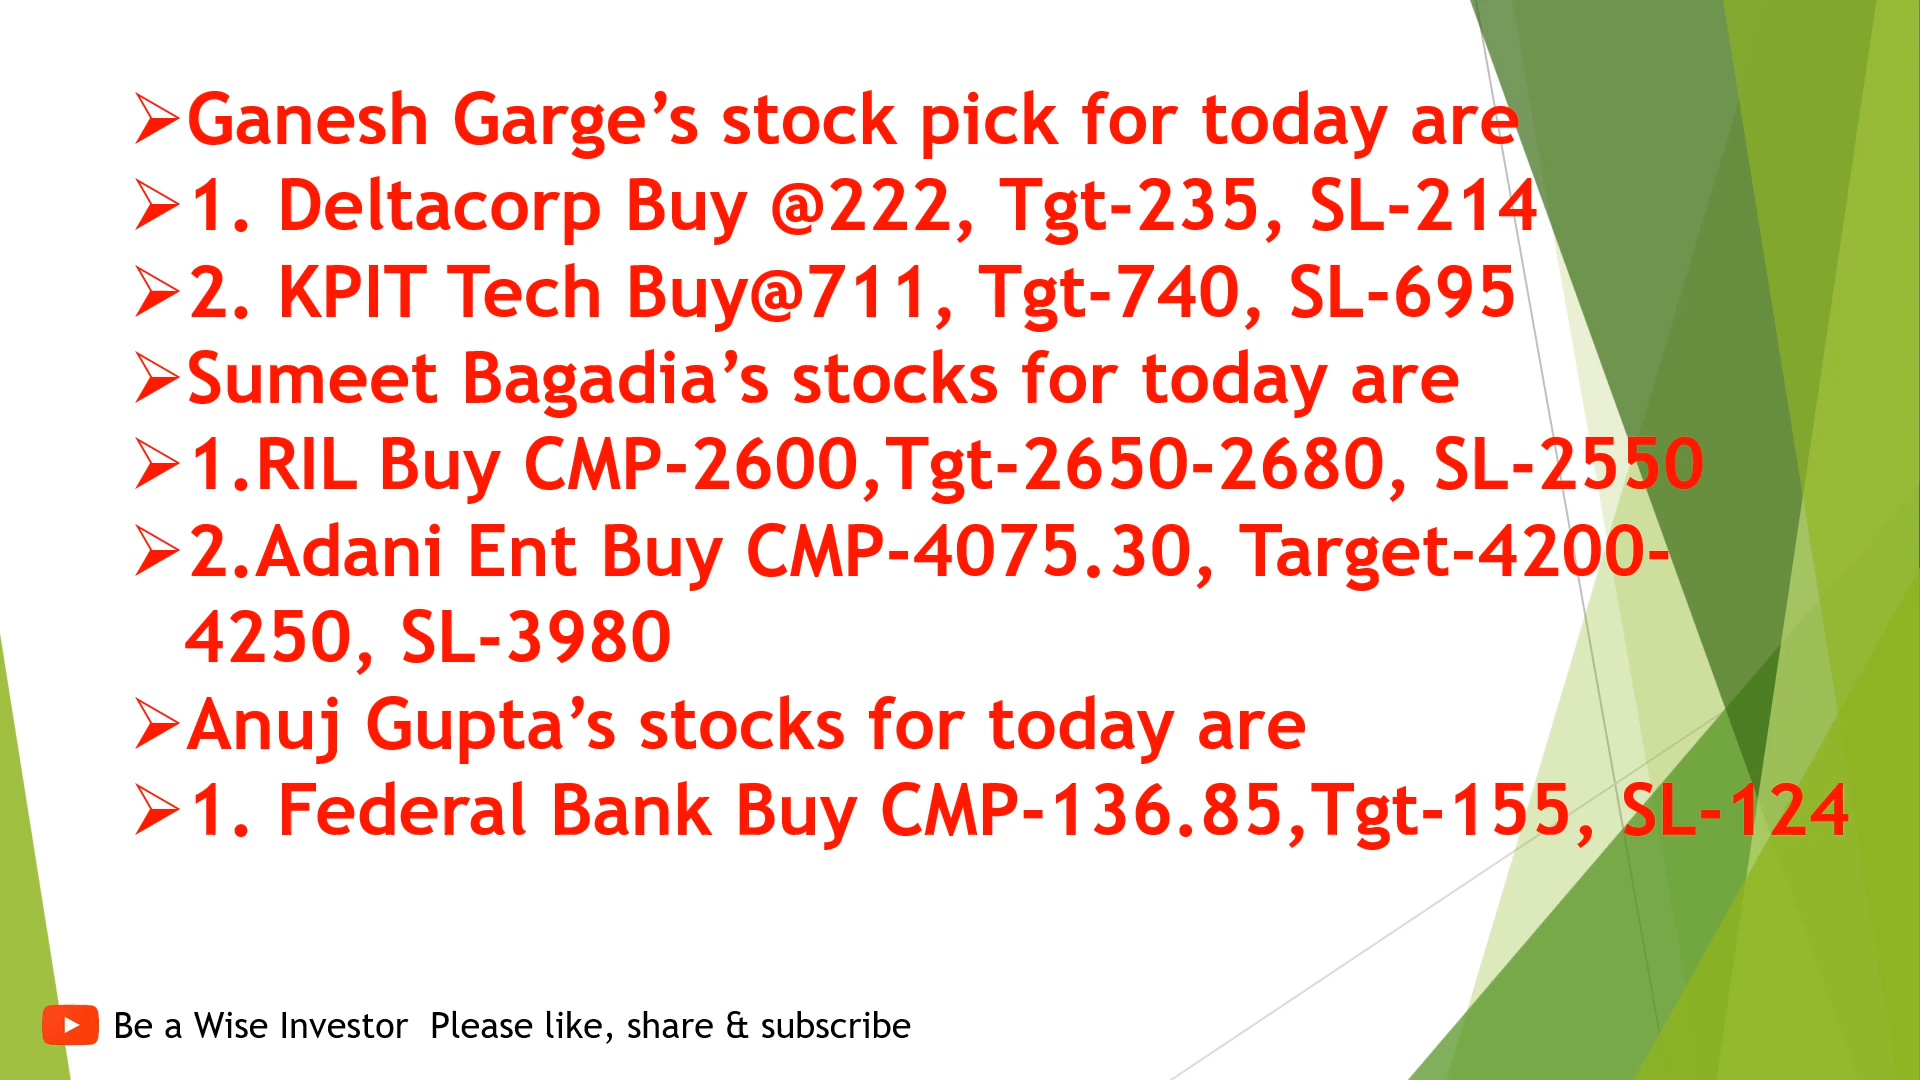 ➢Ganesh Garge’s stock pick for today are
➢1. Deltacorp Buy @222, Tgt-235, SL-214
➢2. KPIT Tech Buy@711, Tgt-740, SL-695
➢Sumeet Bagadia’s stocks for today are
➢1.RIL Buy CMP-2600,Tgt-2650-2680, SL-2550
➢2.Adani Ent Buy CMP-4075.30, Target-4200-
4250, SL-3980
➢Anuj Gupta’s stocks for today are
➢1. Federal Bank Buy CMP-136.85,Tgt-155, SL-124
Be a Wise Investor  Please like, share & subscribe